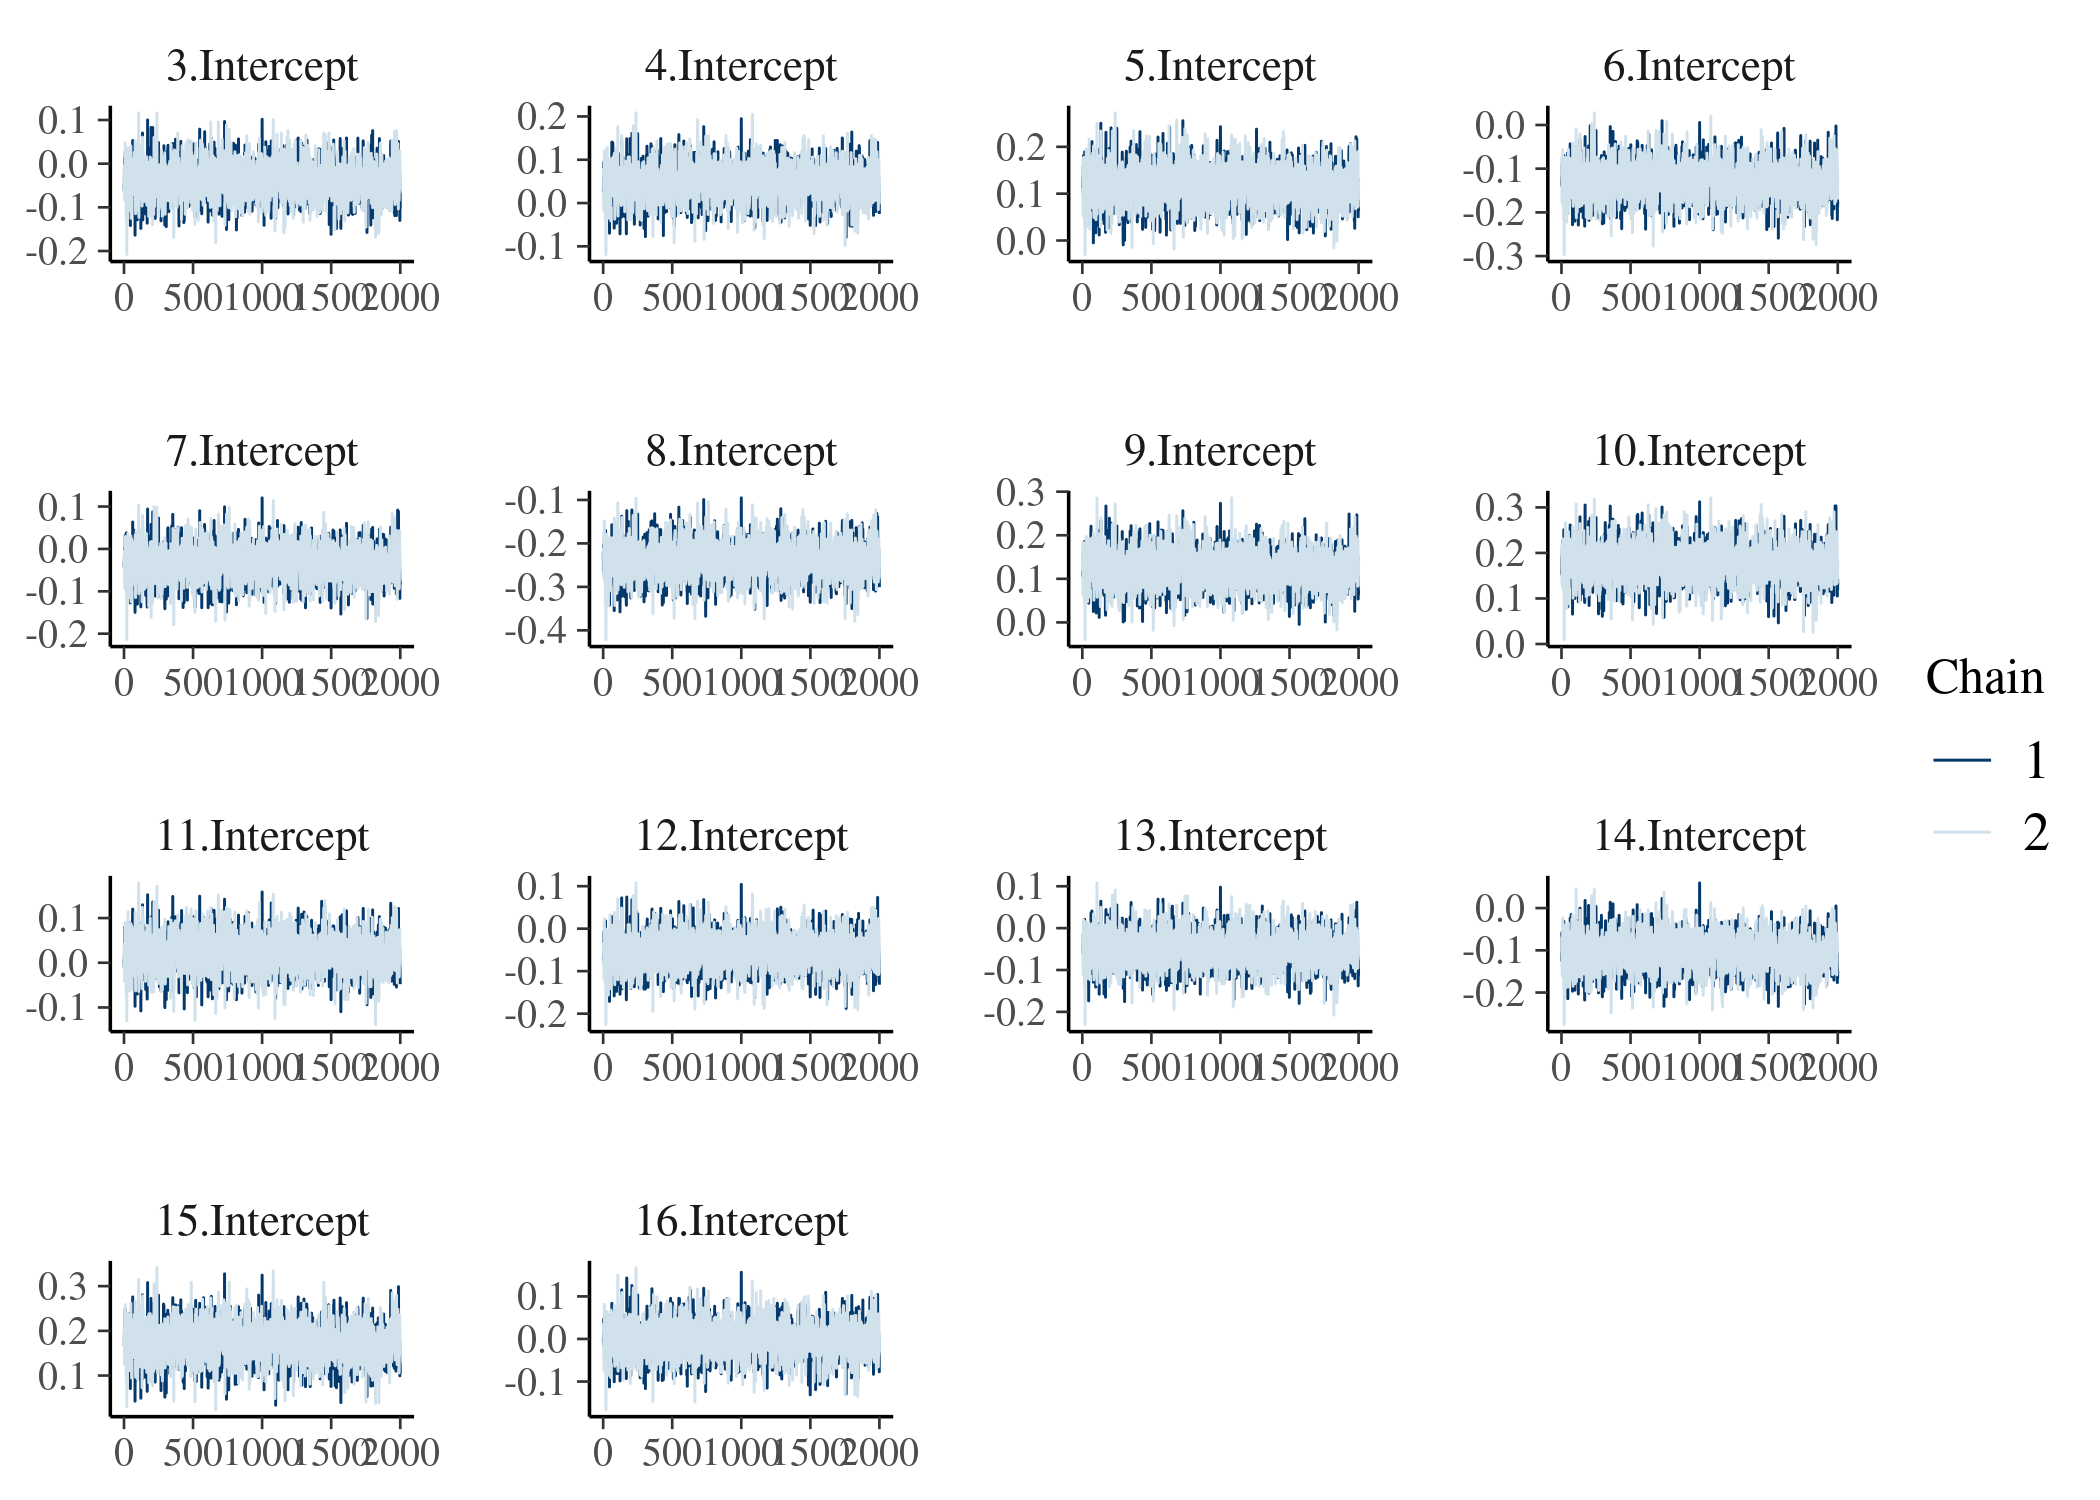 3.Intercept 4.Intercept 5.Intercept 6.Intercept
0.1 0.0 -0.1 -0.2
0.2 0.1 0.0 -0.1
0.2 0.1 0.0
0.0 -0.1 -0.2 -0.3
0 500 1000 1500 2000 0 500 1000 1500 2000 0 500 1000 1500 2000 0 500 1000 1500 2000
7.Intercept 8.Intercept 9.Intercept 10.Intercept
0.1 0.0 -0.1 -0.2
-0.1 -0.2 -0.3 -0.4
0.3 0.2 0.1 0.0
0.3 0.2 0.1 0.0
0 500 1000 1500 2000 0 500 1000 1500 2000 0 500 1000 1500 2000 0 500 1000 1500 2000
Chain
1
2
11.Intercept 12.Intercept 13.Intercept 14.Intercept
0.1 0.0 -0.1
0.1 0.0 -0.1 -0.2
0.1 0.0 -0.1 -0.2
0.0 -0.1 -0.2
0 500 1000 1500 2000 0 500 1000 1500 2000 0 500 1000 1500 2000 0 500 1000 1500 2000
15.Intercept 16.Intercept
0.3 0.2 0.1
0.1 0.0 -0.1
0 500 1000 1500 2000 0 500 1000 1500 2000